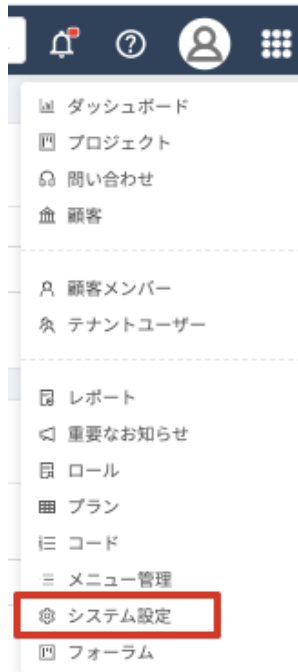 ダッシュボード
プロジェクト
問い合わせ
顧客
顧客メンバー
テナントユーザー
レポート
重要なお知らせ
ロール
プラン
コード
メニュー管理
システム設定
フォーラム